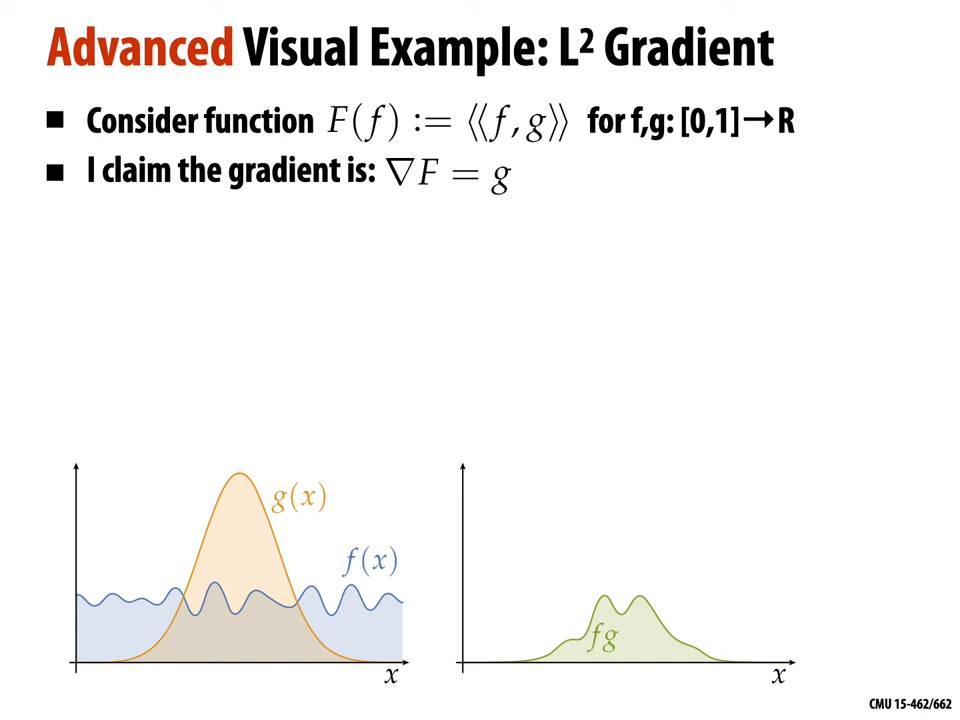 Advanced Visual Example: L² Gradient
■ Consider function F(f) := ⟨⟨f, g⟩⟩ for f,g: [0,1]→R
■ I claim the gradient is: ∇F = g
g(x)
f(x)
fg
x
x
CMU 15-462/662